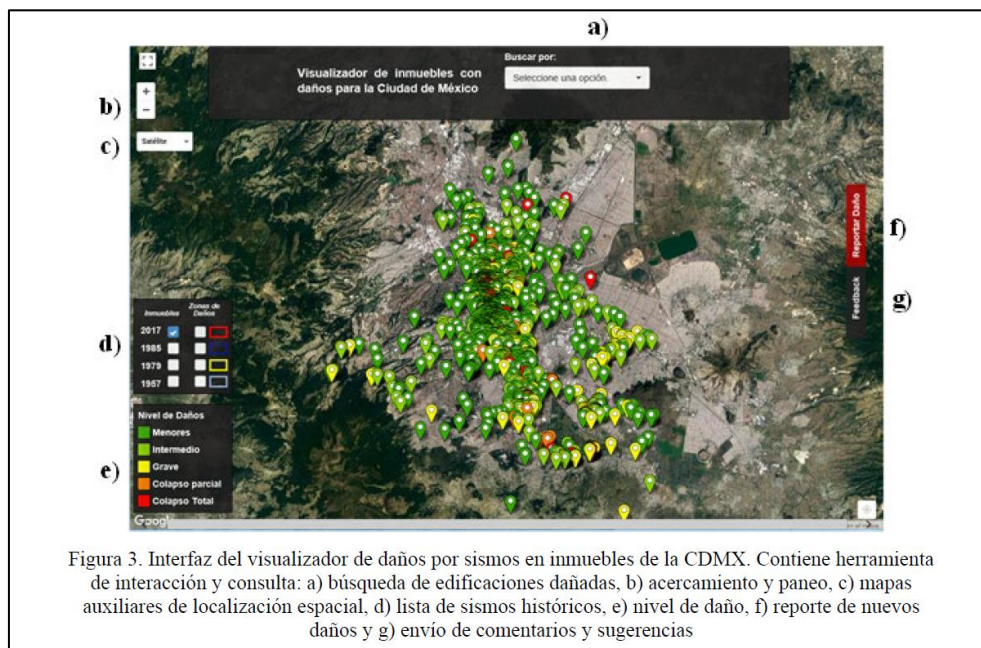 a)
Buscar por:
Visualizador de inmuebles con
daños para la Ciudad de México
Seleccione una opción.
+
b)
−
c)
Satélite
f)
Reportar Daño
g)
Feedback
Inmuebles
Zonas de
Daños
2017
1985
d)
1979
1957
Nivel de Daños
Menores
Intermedio
e)
Grave
Colapso parcial
Colapso Total
Googl
Figura 3. Interfaz del visualizador de daños por sismos en inmuebles de la CDMX. Contiene herramienta
de interacción y consulta: a) búsqueda de edificaciones dañadas, b) acercamiento y paneo, c) mapas
auxiliares de localización espacial, d) lista de sismos históricos, e) nivel de daño, f) reporte de nuevos
daños y g) envío de comentarios y sugerencias